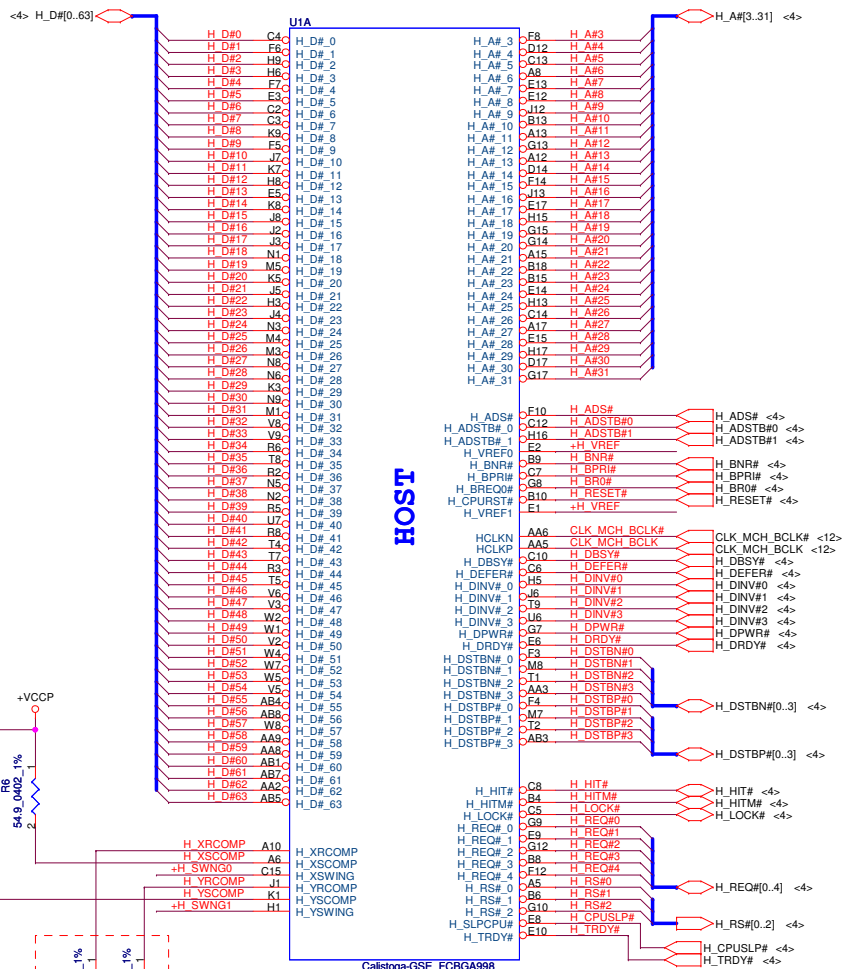 <4> H_D#[0..63]
U1A
H_D#0 C4 H_D#_0
H_D#1 F6 H_D#_1
H_D#2 H9 H_D#_2
H_D#3 H6 H_D#_3
H_D#4 F7 H_D#_4
H_D#5 E3 H_D#_5
H_D#6 C2 H_D#_6
H_D#7 C3 H_D#_7
H_D#8 K9 H_D#_8
H_D#9 F5 H_D#_9
H_D#10 J7 H_D#_10
H_D#11 K7 H_D#_11
H_D#12 H8 H_D#_12
H_D#13 E5 H_D#_13
H_D#14 K8 H_D#_14
H_D#15 J8 H_D#_15
H_D#16 J2 H_D#_16
H_D#17 J3 H_D#_17
H_D#18 N1 H_D#_18
H_D#19 M5 H_D#_19
H_D#20 K5 H_D#_20
H_D#21 J5 H_D#_21
H_D#22 H3 H_D#_22
H_D#23 J4 H_D#_23
H_D#24 N3 H_D#_24
H_D#25 M4 H_D#_25
H_D#26 M3 H_D#_26
H_D#27 N8 H_D#_27
H_D#28 N6 H_D#_28
H_D#29 K3 H_D#_29
H_D#30 N9 H_D#_30
H_D#31 M1 H_D#_31
H_D#32 V8 H_D#_32
H_D#33 V9 H_D#_33
H_D#34 R6 H_D#_34
H_D#35 T8 H_D#_35
H_D#36 R2 H_D#_36
H_D#37 N5 H_D#_37
H_D#38 N2 H_D#_38
H_D#39 R5 H_D#_39
H_D#40 U7 H_D#_40
H_D#41 R8 H_D#_41
H_D#42 T4 H_D#_42
H_D#43 T7 H_D#_43
H_D#44 R3 H_D#_44
H_D#45 T5 H_D#_45
H_D#46 V6 H_D#_46
H_D#47 V3 H_D#_47
H_D#48 W2 H_D#_48
H_D#49 W1 H_D#_49
H_D#50 V2 H_D#_50
H_D#51 W4 H_D#_51
H_D#52 W7 H_D#_52
H_D#53 W5 H_D#_53
H_D#54 V5 H_D#_54
H_D#55 AB4 H_D#_55
H_D#56 AB8 H_D#_56
H_D#57 W8 H_D#_57
H_D#58 AA9 H_D#_58
H_D#59 AA8 H_D#_59
H_D#60 AB1 H_D#_60
H_D#61 AB7 H_D#_61
H_D#62 AA2 H_D#_62
H_D#63 AB5 H_D#_63
+VCCP
R6
54.9_0402_1%
2
H_XRCOMP A10 H_XRCOMP
H_XSCOMP A6 H_XSCOMP
+H_SWNG0 C15 H_XSWING
H_YRCOMP J1 H_YRCOMP
H_YSCOMP K1 H_YSCOMP
+H_SWNG1 H1 H_YSWING
_1% 1
_1% 1
HOST
H_A#[3..31] <4>
H_A#_3 F8 H_A#3
H_A#_4 D12 H_A#4
H_A#_5 C13 H_A#5
H_A#_6 A8 H_A#6
H_A#_7 E13 H_A#7
H_A#_8 E12 H_A#8
H_A#_9 J12 H_A#9
H_A#_10 B13 H_A#10
H_A#_11 A13 H_A#11
H_A#_12 G13 H_A#12
H_A#_13 A12 H_A#13
H_A#_14 D14 H_A#14
H_A#_15 F14 H_A#15
H_A#_16 J13 H_A#16
H_A#_17 E17 H_A#17
H_A#_18 H15 H_A#18
H_A#_19 G15 H_A#19
H_A#_20 G14 H_A#20
H_A#_21 A15 H_A#21
H_A#_22 B18 H_A#22
H_A#_23 B15 H_A#23
H_A#_24 E14 H_A#24
H_A#_25 H13 H_A#25
H_A#_26 C14 H_A#26
H_A#_27 A17 H_A#27
H_A#_28 E15 H_A#28
H_A#_29 H17 H_A#29
H_A#_30 D17 H_A#30
H_A#_31 G17 H_A#31
H_ADS# F10 H_ADS# H_ADS# <4>
H_ADSTB#_0 C12 H_ADSTB#0 H_ADSTB#0 <4>
H_ADSTB#_1 H16 H_ADSTB#1 H_ADSTB#1 <4>
H_VREF0 E2 +H_VREF
H_BNR# B9 H_BNR# H_BNR# <4>
H_BPRI# C7 H_BPRI# H_BPRI# <4>
H_BREQ0# G8 H_BR0# H_BR0# <4>
H_CPURST# B10 H_RESET# H_RESET# <4>
H_VREF1 E1 +H_VREF
HCLKN AA6 CLK_MCH_BCLK# CLK_MCH_BCLK# <12>
HCLKP AA5 CLK_MCH_BCLK CLK_MCH_BCLK <12>
H_DBSY# C10 H_DBSY# H_DBSY# <4>
H_DEFER# C6 H_DEFER# H_DEFER# <4>
H_DINV#_0 H5 H_DINV#0 H_DINV#0 <4>
H_DINV#_1 J6 H_DINV#1 H_DINV#1 <4>
H_DINV#_2 T9 H_DINV#2 H_DINV#2 <4>
H_DINV#_3 U6 H_DINV#3 H_DINV#3 <4>
H_DPWR# G7 H_DPWR# H_DPWR# <4>
H_DRDY# E6 H_DRDY# H_DRDY# <4>
H_DSTBN#_0 F3 H_DSTBN#0
H_DSTBN#_1 M8 H_DSTBN#1
H_DSTBN#_2 T1 H_DSTBN#2
H_DSTBN#_3 AA3 H_DSTBN#3
H_DSTBN#[0..3] <4>
H_DSTBP#_0 F4 H_DSTBP#0
H_DSTBP#_1 M7 H_DSTBP#1
H_DSTBP#_2 T2 H_DSTBP#2
H_DSTBP#_3 AB3 H_DSTBP#3
H_DSTBP#[0..3] <4>
H_HIT# C8 H_HIT# H_HIT# <4>
H_HITM# B4 H_HITM# H_HITM# <4>
H_LOCK# C5 H_LOCK# H_LOCK# <4>
H_REQ#_0 G9 H_REQ#0
H_REQ#_1 E9 H_REQ#1
H_REQ#_2 G12 H_REQ#2
H_REQ#_3 B8 H_REQ#3
H_REQ#_4 F12 H_REQ#4
H_REQ#[0..4] <4>
H_RS#_0 A5 H_RS#0
H_RS#_1 B6 H_RS#1
H_RS#_2 G10 H_RS#2
H_RS#[0..2] <4>
H_SLPCPU# E8 H_CPUSLP# H_CPUSLP# <4>
H_TRDY# E10 H_TRDY# H_TRDY# <4>
Calistoga-GSE_FCBGA998